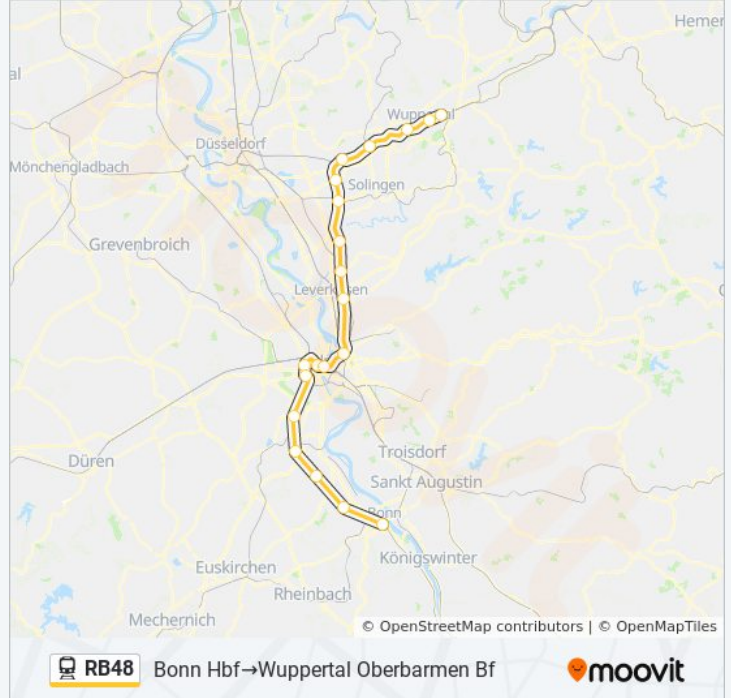 Hemer
al
Wuppertal
Düsseldorf
Mönchengladbach
Solingen
Grevenbroich
Leverkusen
Troisdorf
Düren
Sankt Augustin
Bonn
Königswinter
Euskirchen
Rheinbach
Mechernich
© OpenStreetMap contributors | © OpenMapTiles
RB48 Bonn Hbf→Wuppertal Oberbarmen Bf moovit